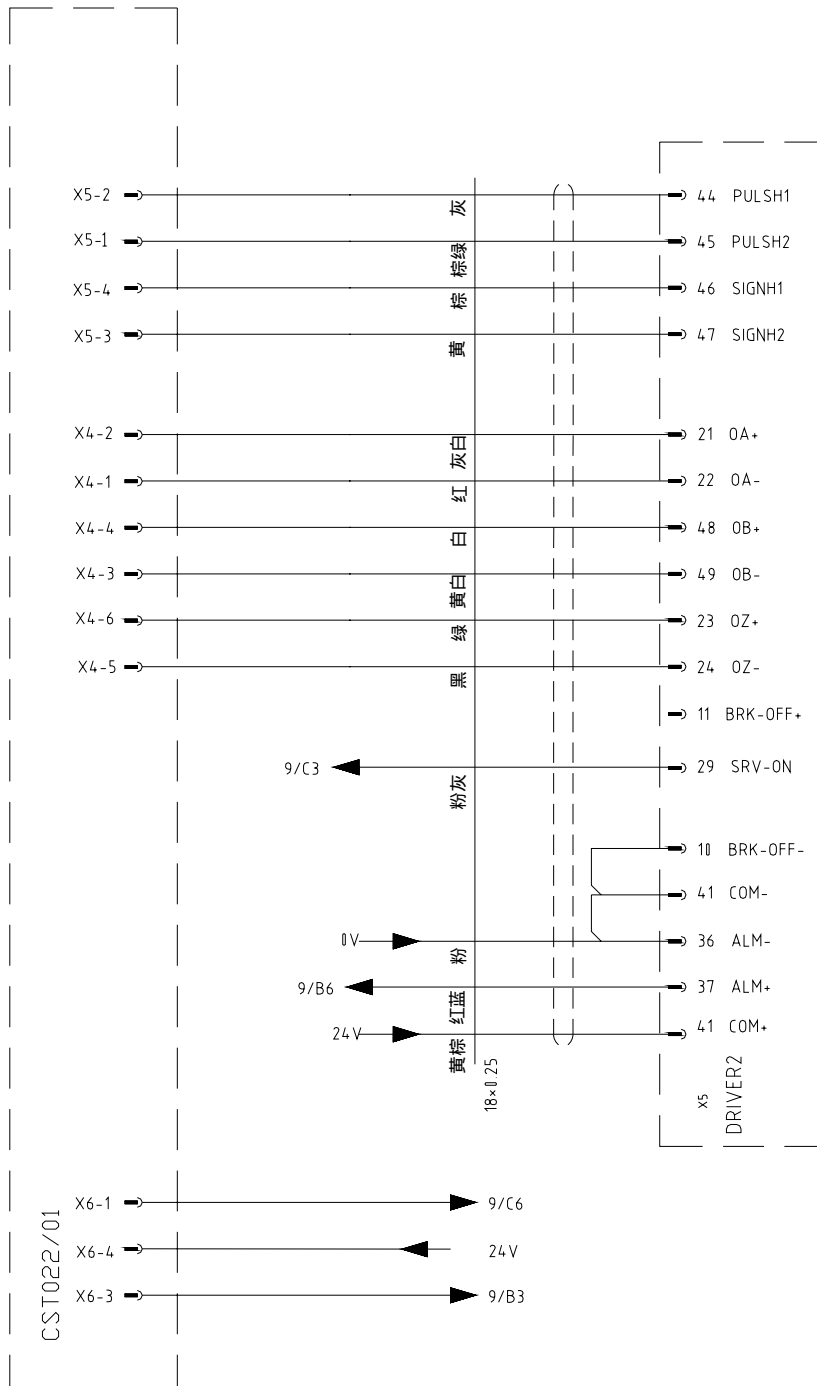 X5-2 灰 44 PULSH1
X5-1 棕绿 45 PULSH2
X5-4 棕 46 SIGNH1
X5-3 黄 47 SIGNH2
X4-2 灰白 21 OA+
X4-1 红 22 OA-
X4-4 白 48 OB+
X4-3 黄白 49 OB-
X4-6 绿 23 OZ+
X4-5 黑 24 OZ-
11 BRK-OFF+
9/C3 粉灰 29 SRV-ON
10 BRK-OFF-
41 COM-
0V 粉 36 ALM-
9/B6 红蓝 37 ALM+
24V 黄棕 41 COM+
18×0.25
X5
DRIVER2
X6-1 9/C6
X6-4 24V
X6-3 9/B3
CST022/01